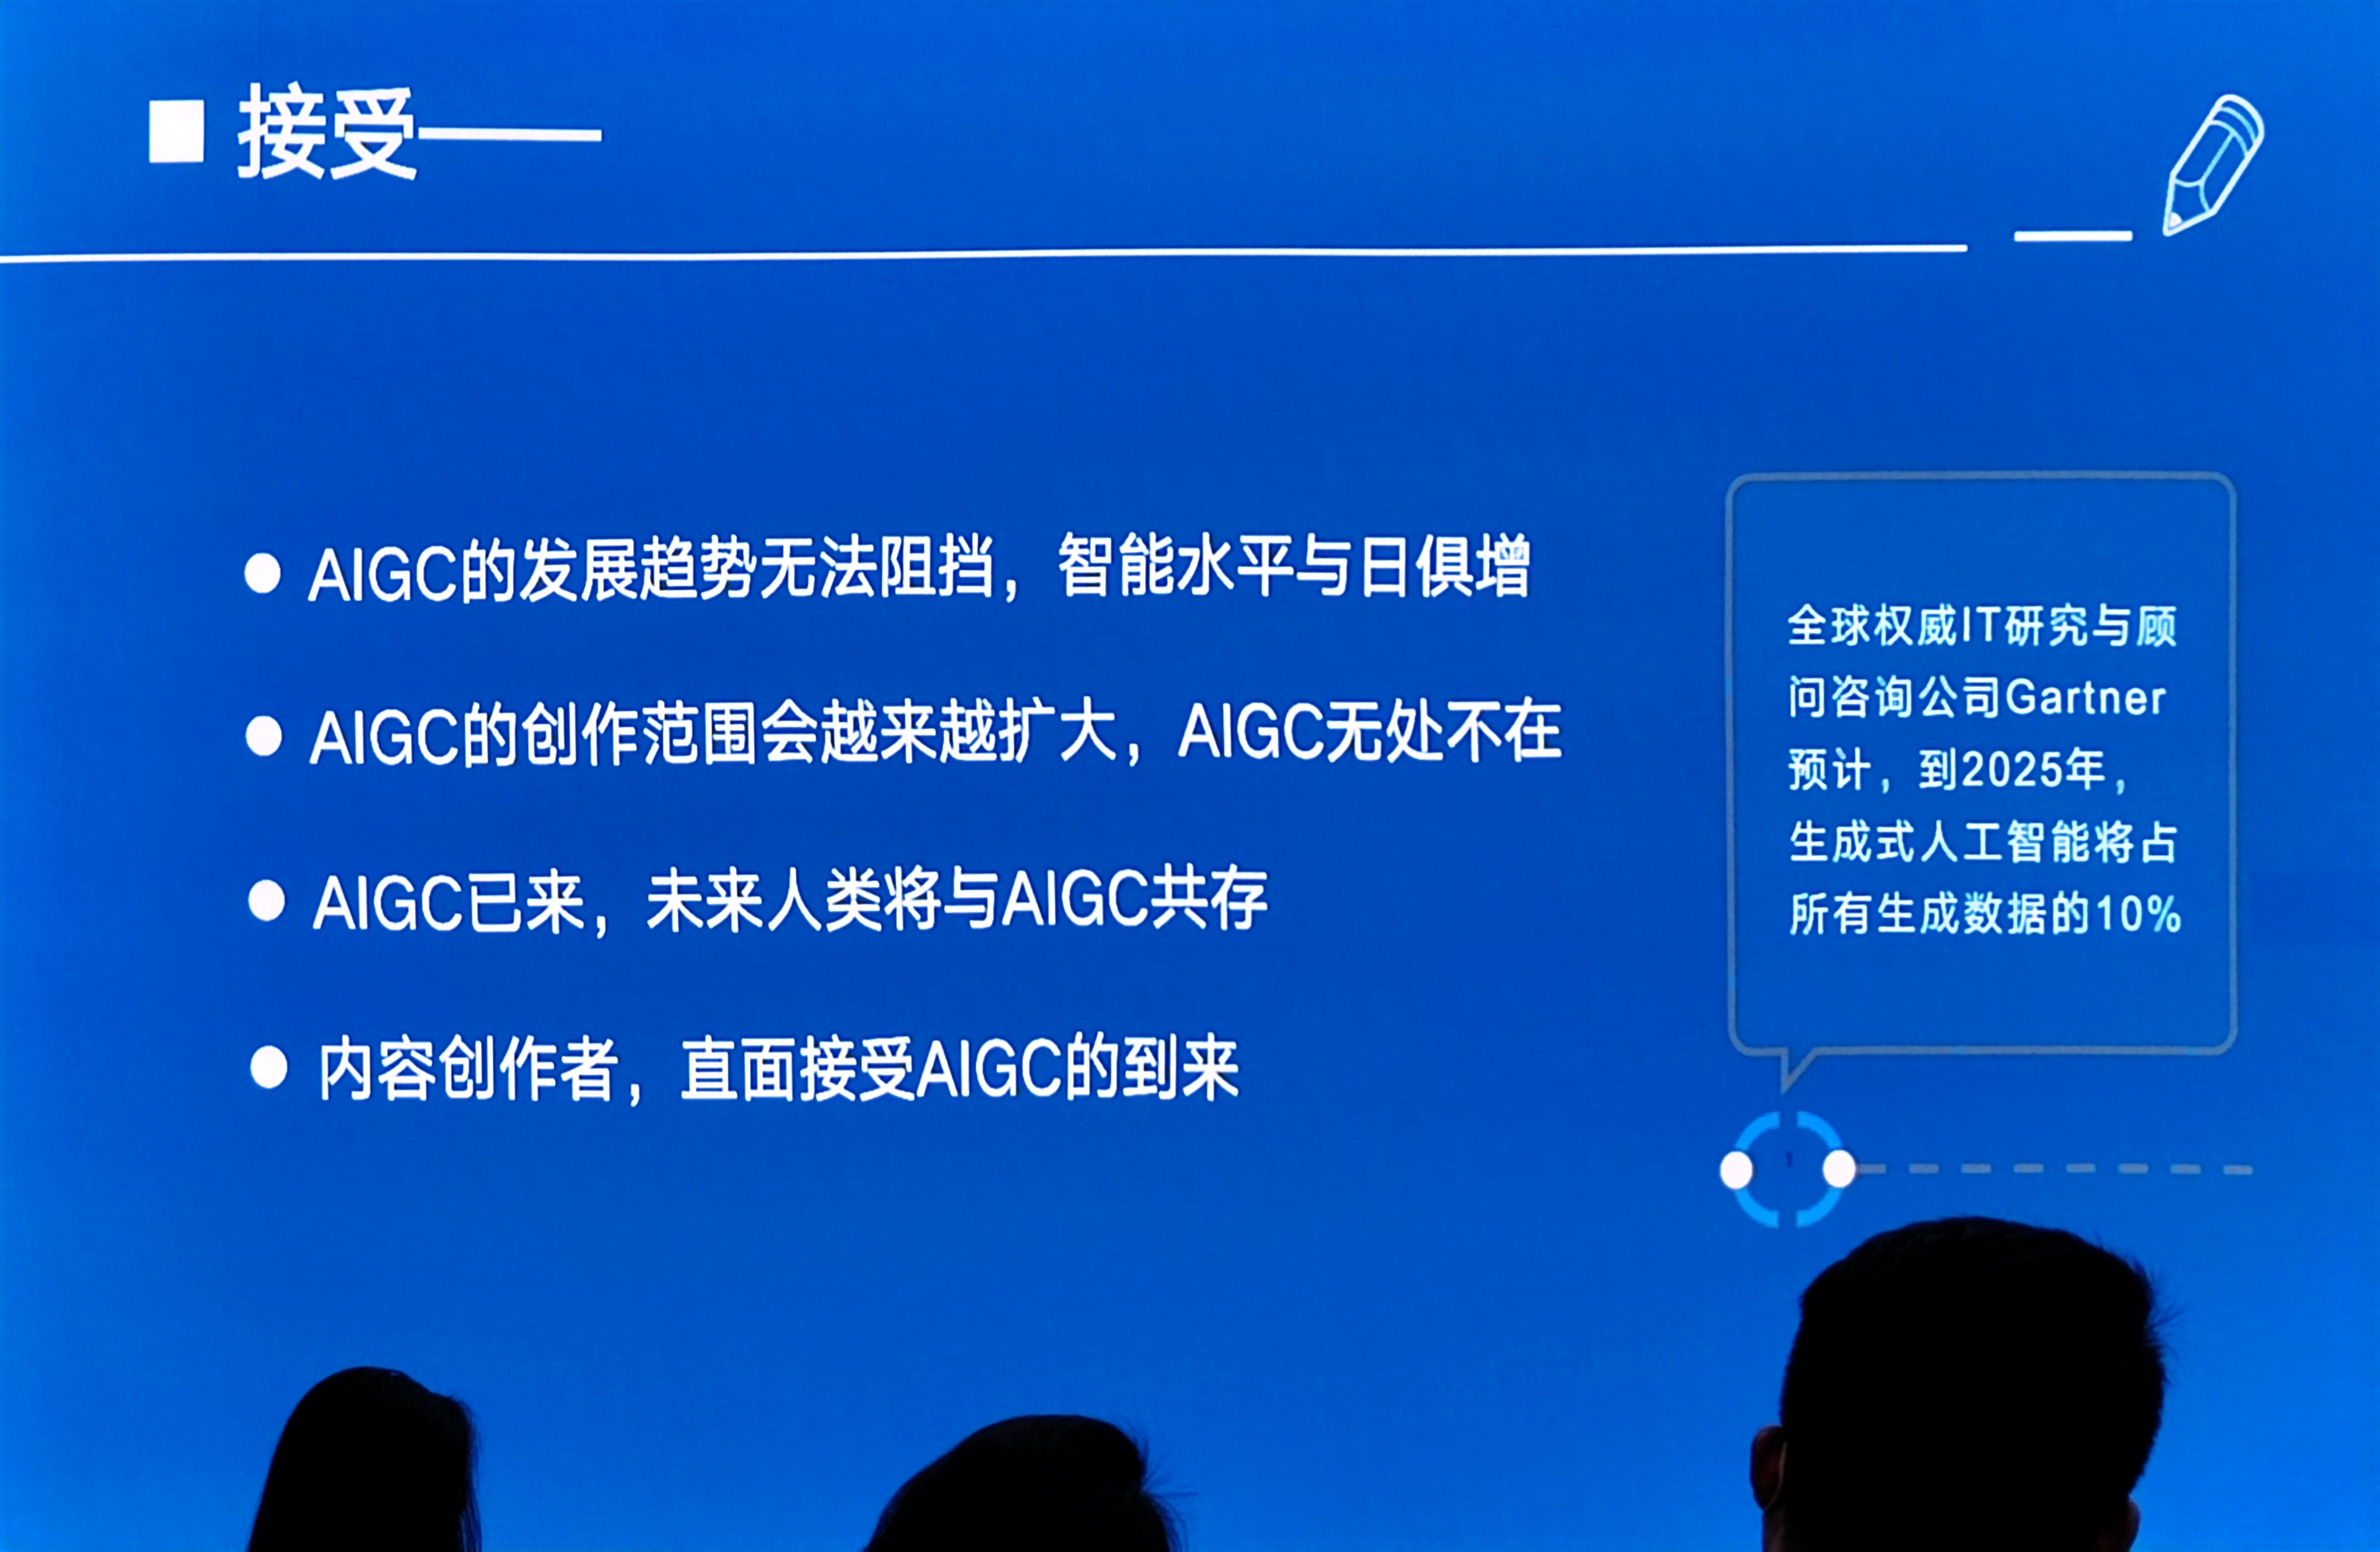 接受——
AIGC的发展趋势无法阻挡，智能水平与日俱增
AIGC的创作范围会越来越扩大，AIGC无处不在
AIGC已来，未来人类将与AIGC共存
内容创作者，直面接受AIGC的到来
全球权威IT研究与顾
问咨询公司Gartner
预计，到2025年，
生成式人工智能将占
所有生成数据的10%
1